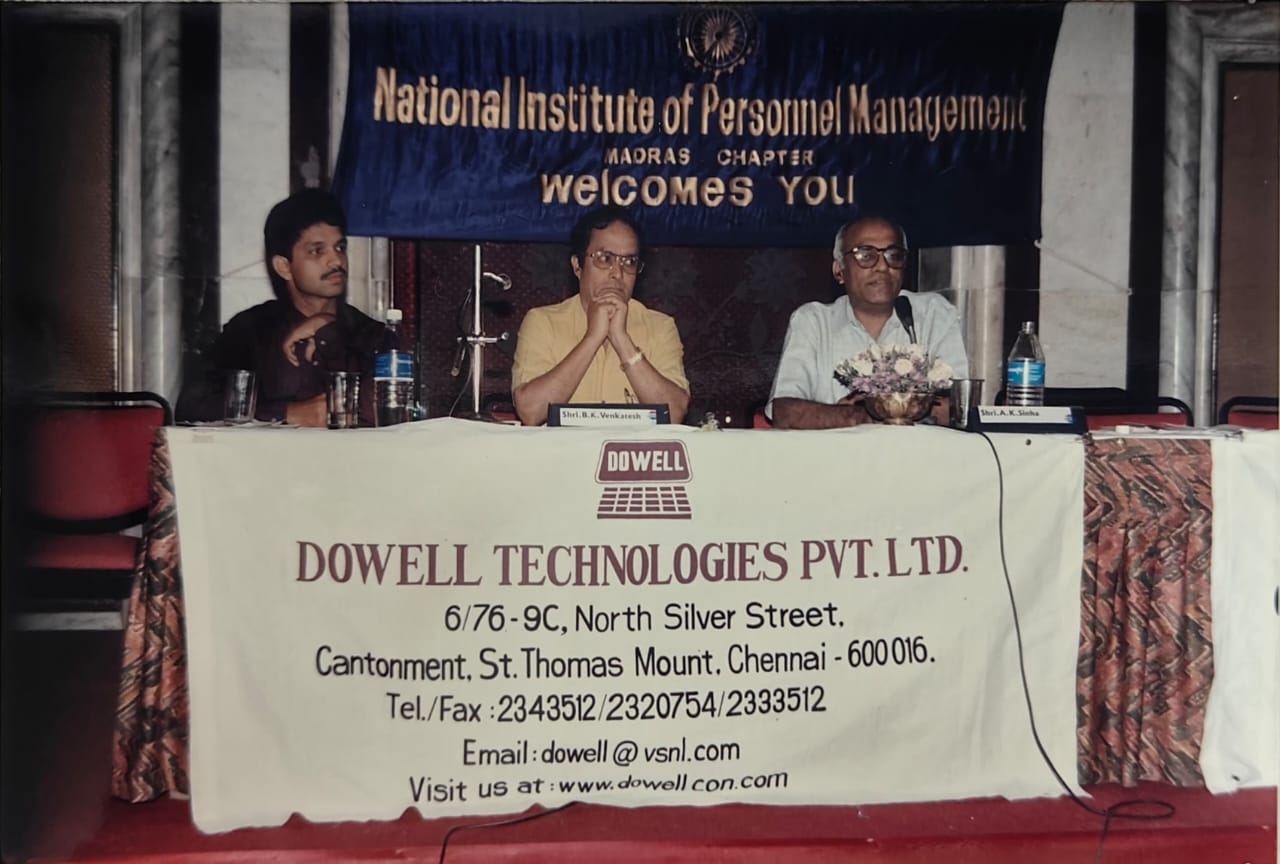 National Institute of Personnel Management
MADRAS CHAPTER
WELCOMES YOU
Shri.B.K.Venkatesh
Shri.A.K.Sinha
DOWELL
DOWELL TECHNOLOGIES PVT. LTD.
6/76-9C, North Silver Street,
Cantonment, St. Thomas Mount, Chennai - 600 016.
Tel./Fax : 2343512/2320754/2333512
Email : dowell@vsnl.com
Visit us at : www.dowellcon.com